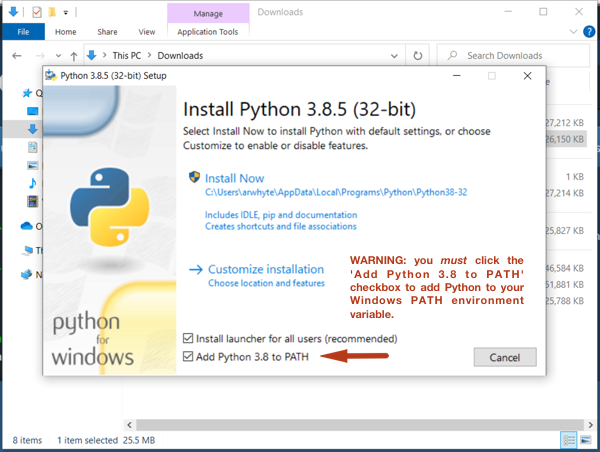 Manage
Downloads
File
Home
Share
View
Application Tools
This PC
Downloads
Search Downloads
Python 3.8.5 (32-bit) Setup
Install Python 3.8.5 (32-bit)
Select Install Now to install Python with default settings, or choose
Customize to enable or disable features.
Install Now
C:\Users\arwhyte\AppData\Local\Programs\Python\Python38-32
Includes IDLE, pip and documentation
Creates shortcuts and file associations
Customize installation
Choose location and features
WARNING: you must click the
'Add Python 3.8 to PATH'
checkbox to add Python to your
Windows PATH environment
variable.
python
for
windows
Install launcher for all users (recommended)
Add Python 3.8 to PATH
Cancel
27,212 KB
26,150 KB
1 KB
27,214 KB
25,827 KB
46,584 KB
51,881 KB
25,788 KB
8 items
1 item selected
25.5 MB